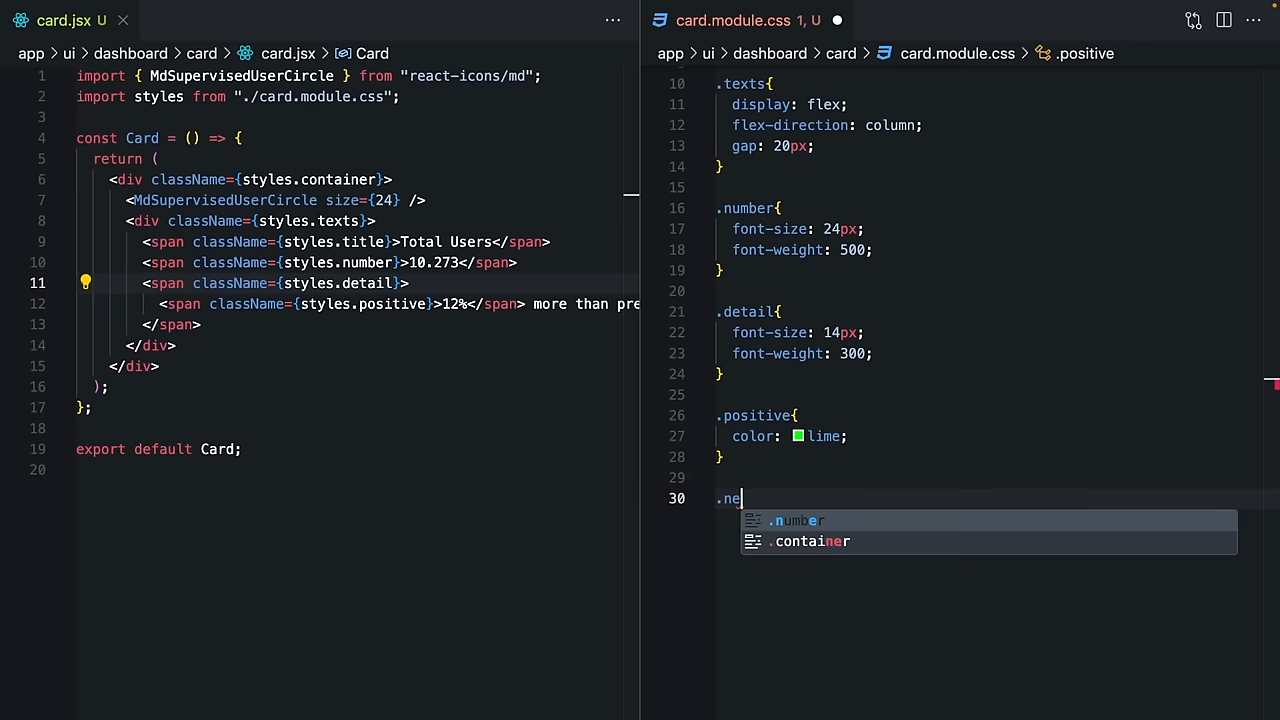 card.jsx U
app > ui > dashboard > card > card.jsx > Card
1 import { MdSupervisedUserCircle } from "react-icons/md";
2 import styles from "./card.module.css";
3
4 const Card = () => {
5 return (
6 <div className={styles.container}>
7 <MdSupervisedUserCircle size={24} />
8 <div className={styles.texts}>
9 <span className={styles.title}>Total Users</span>
10 <span className={styles.number}>10.273</span>
11 <span className={styles.detail}>
12 <span className={styles.positive}>12%</span> more than pre
13 </span>
14 </div>
15 </div>
16 );
17 };
18
19 export default Card;
20
card.module.css 1, U
app > ui > dashboard > card > card.module.css > .positive
10 .texts{
11 display: flex;
12 flex-direction: column;
13 gap: 20px;
14 }
15
16 .number{
17 font-size: 24px;
18 font-weight: 500;
19 }
20
21 .detail{
22 font-size: 14px;
23 font-weight: 300;
24 }
25
26 .positive{
27 color: lime;
28 }
29
30 .ne
.number
.container